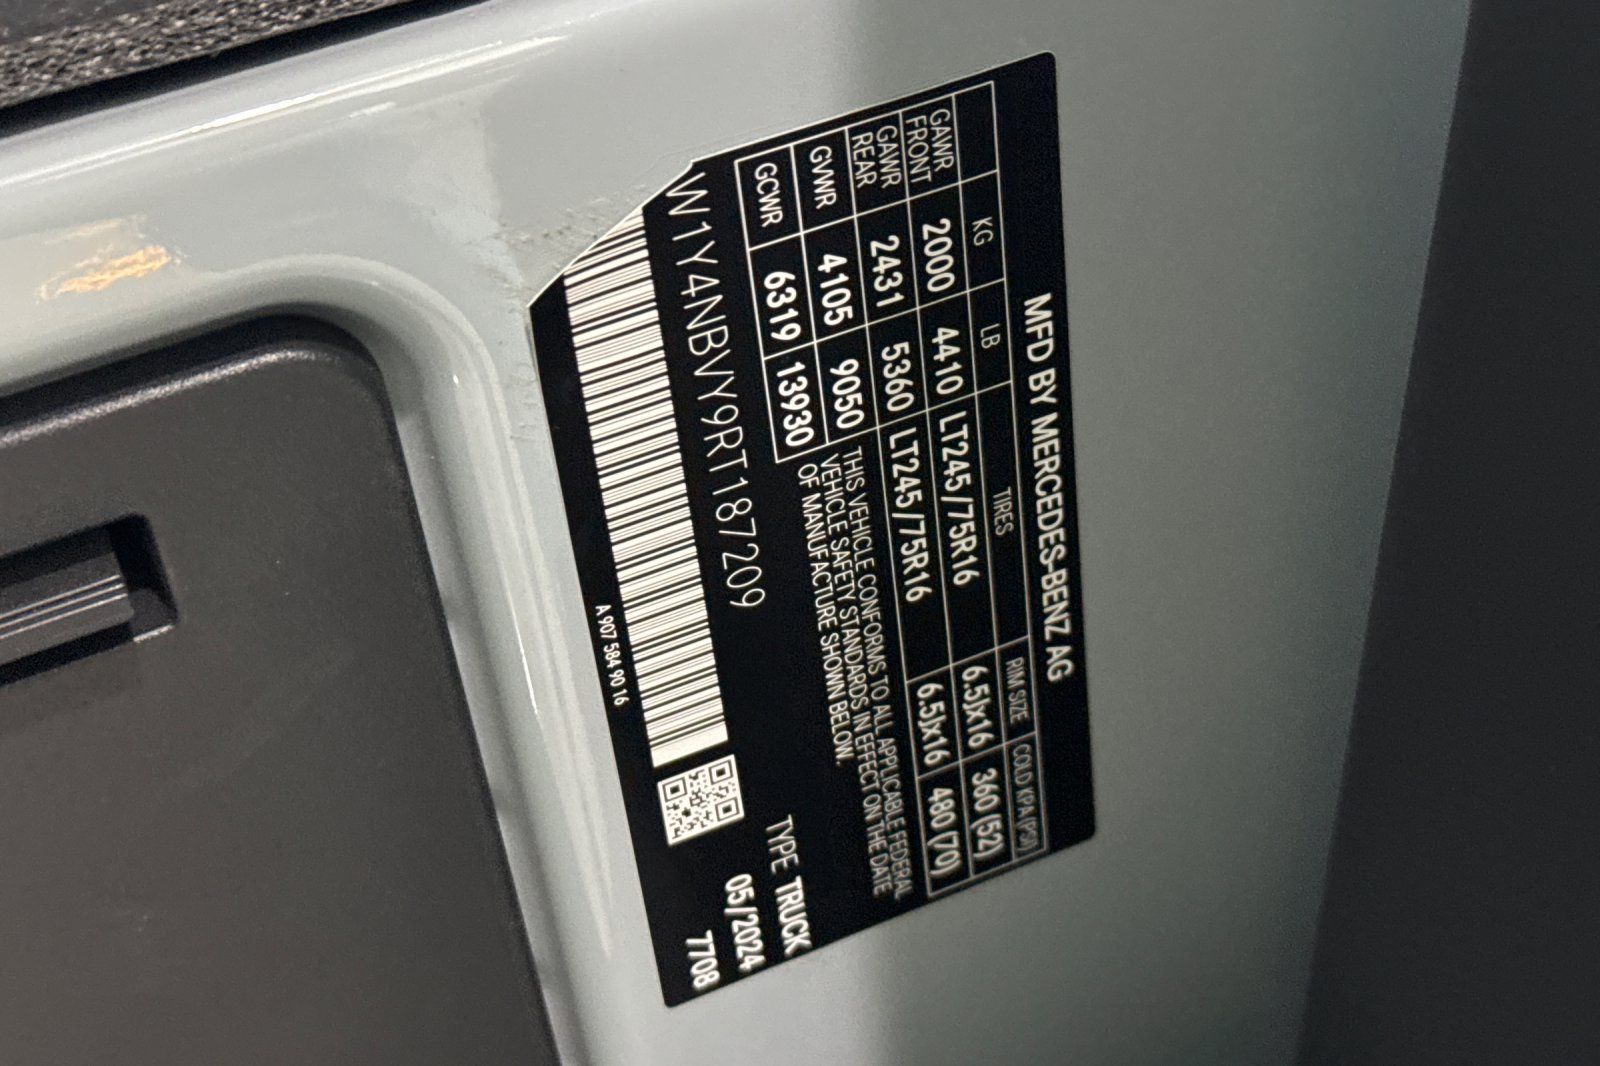 MFD BY MERCEDES-BENZ AG
KG LB TIRES RIM SIZE COLD KPA (PSI)
GAWR FRONT 2000 4410 LT245/75R16 6.5Jx16 360 (52)
GAWR REAR 2431 5360 LT245/75R16 6.5Jx16 480 (70)
GVWR 4105 9050
GCWR 6319 13930
THIS VEHICLE CONFORMS TO ALL APPLICABLE FEDERAL
VEHICLE SAFETY STANDARDS IN EFFECT ON THE DATE
OF MANUFACTURE SHOWN BELOW.
W1Y4NBVY9RT187209
TYPE TRUCK
05/2024
7708
A 907 584 90 16